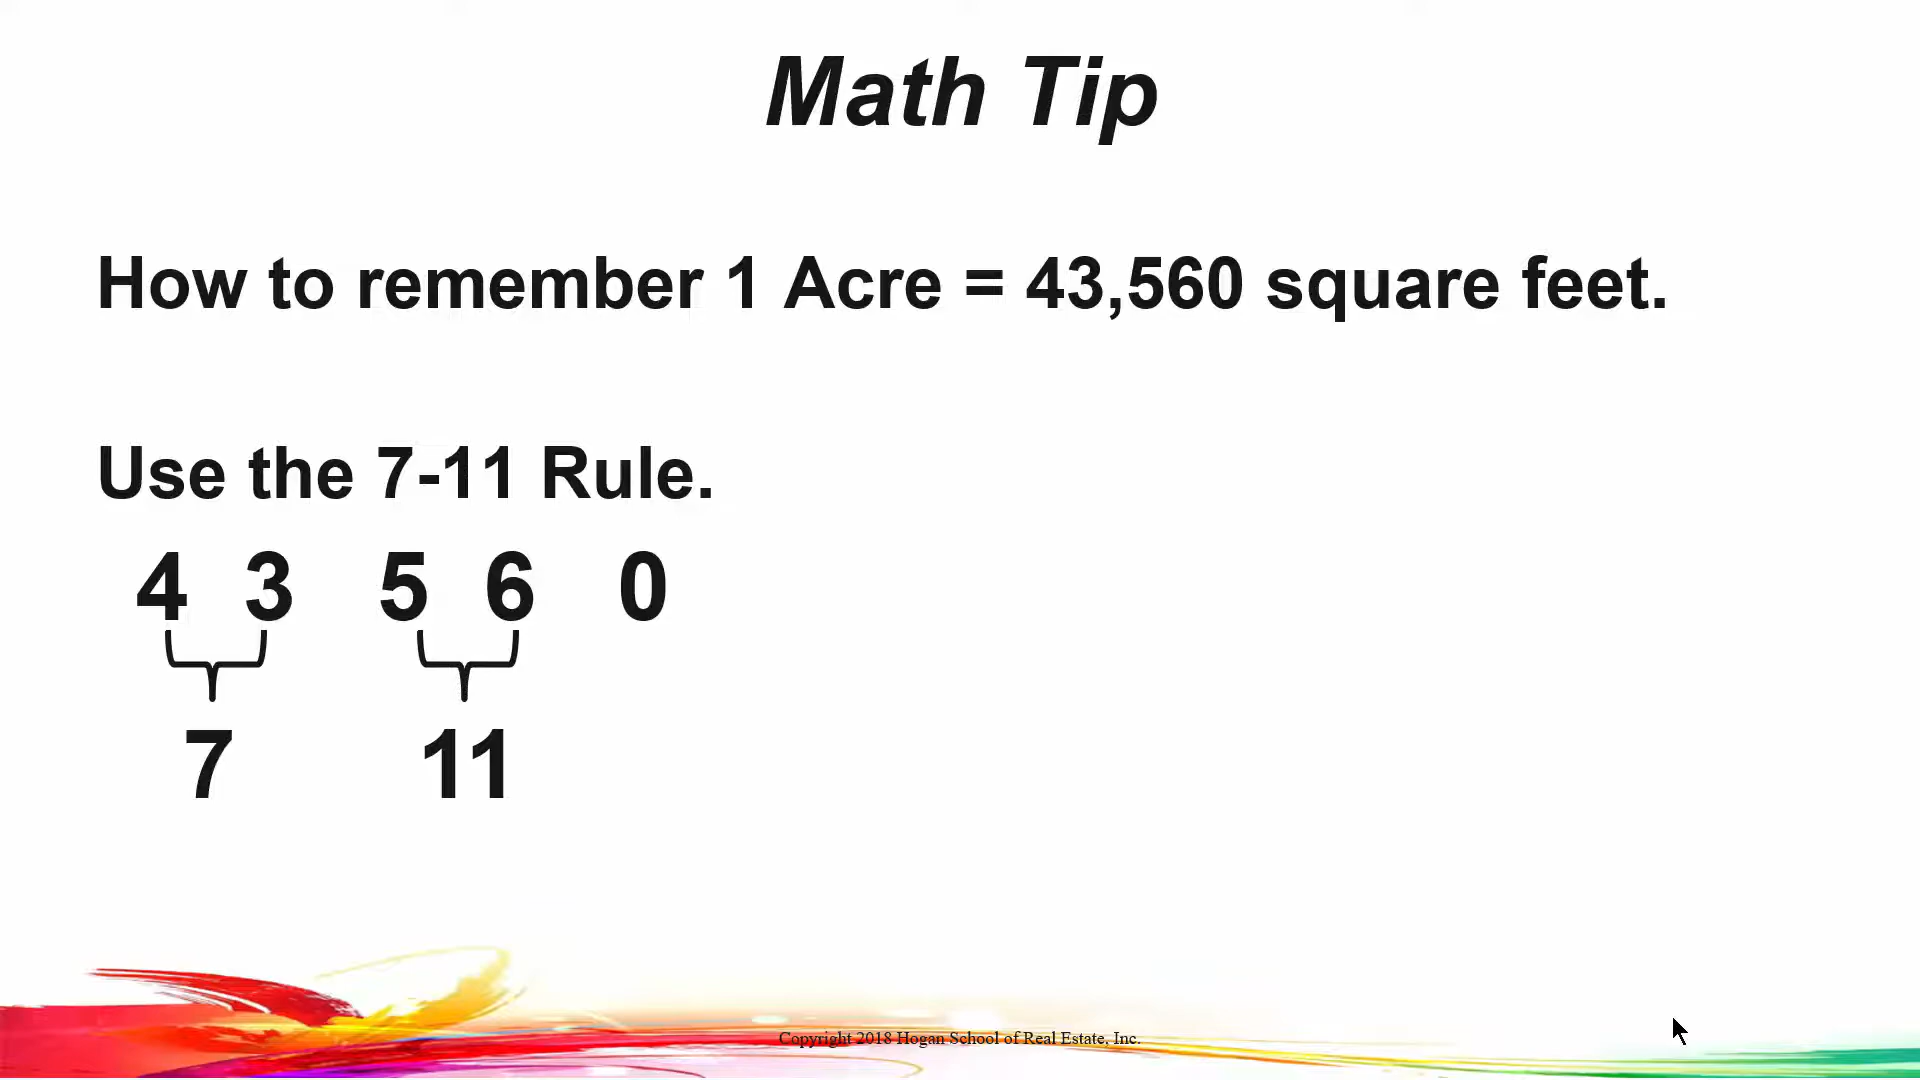 Math Tip
How to remember 1 Acre = 43,560 square feet.
Use the 7-11 Rule.
4 3 5 6 0
7 11
Copyright 2018 Hogan School of Real Estate, Inc.